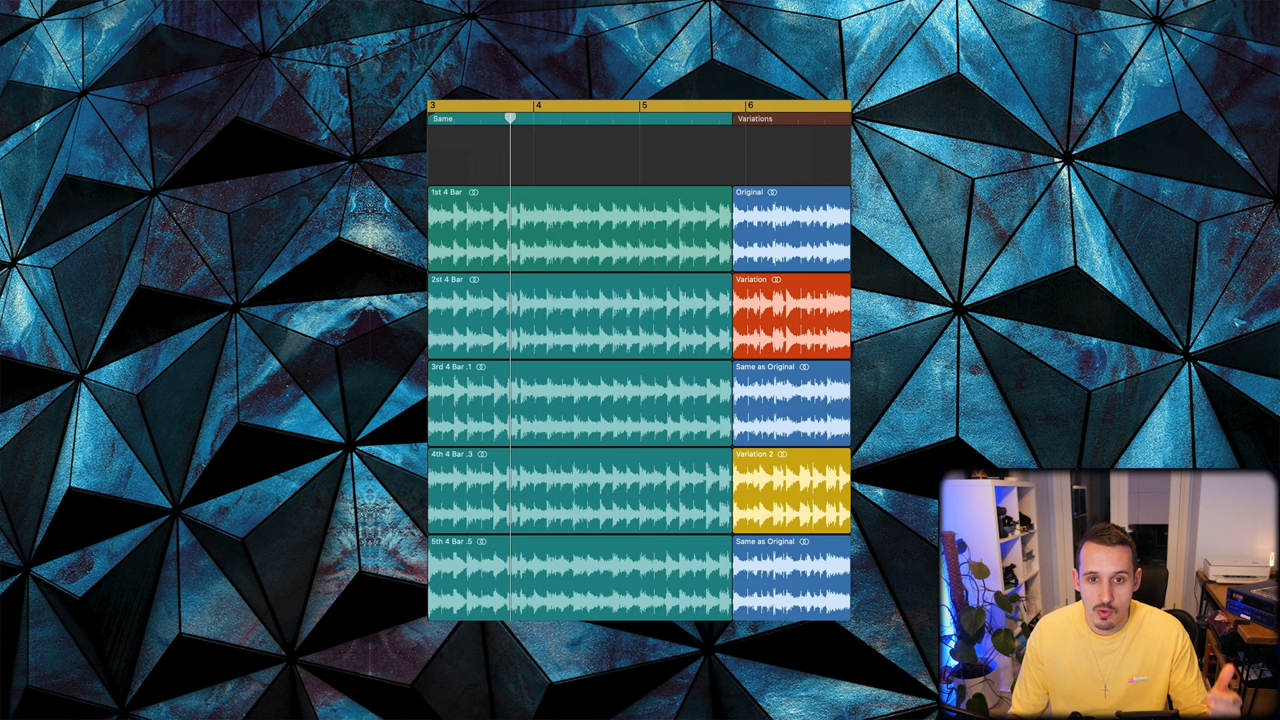 3 4 5 6
Same Variations
1st 4 Bar Original
2st 4 Bar Variation
3rd 4 Bar .1 Same as Original
4th 4 Bar .3 Variation 2
5th 4 Bar .5 Same as Original